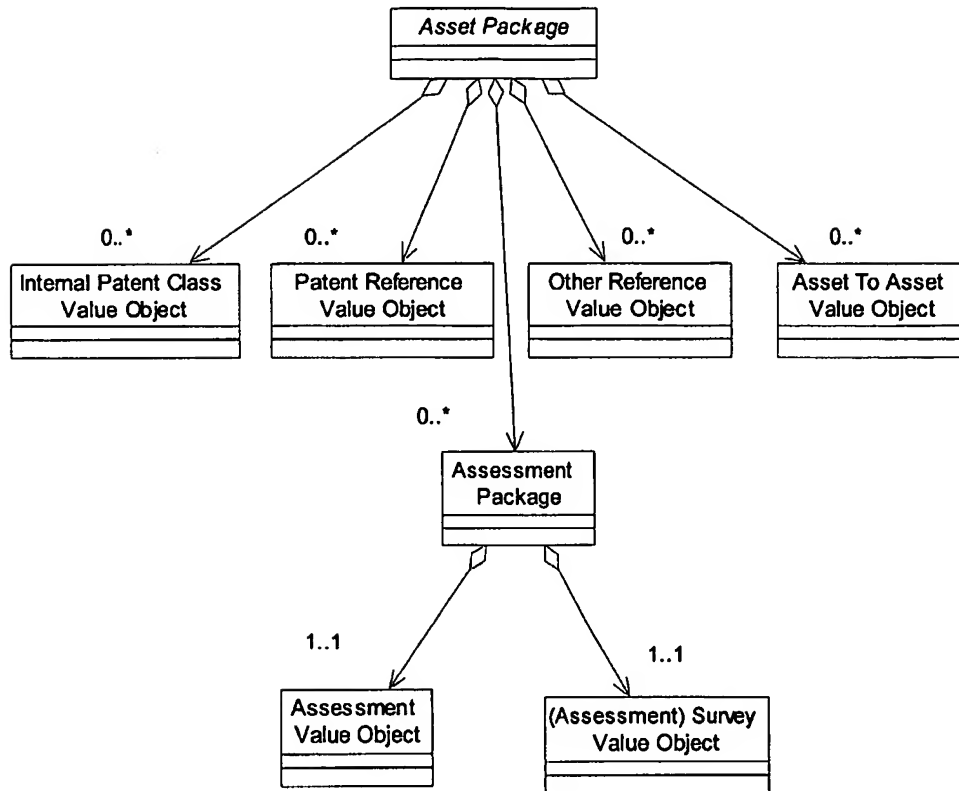 Asset Package
0..*
0..*
0..*
0..*
Internal Patent Class
Value Object
Patent Reference
Value Object
Other Reference
Value Object
Asset To Asset
Value Object
0..*
Assessment
Package
1..1
1..1
Assessment
Value Object
(Assessment) Survey
Value Object